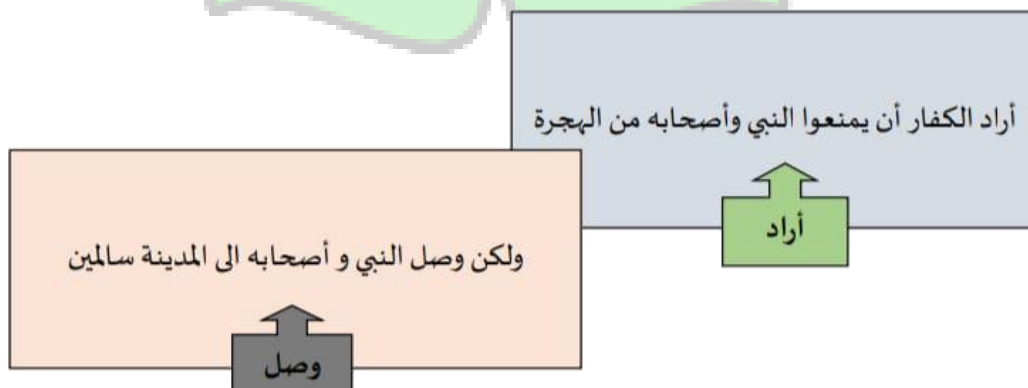 أراد الكفار أن يمنعوا النبي وأصحابه من الهجرة
أراد
ولكن وصل النبي و أصحابه الى المدينة سالمين
وصل